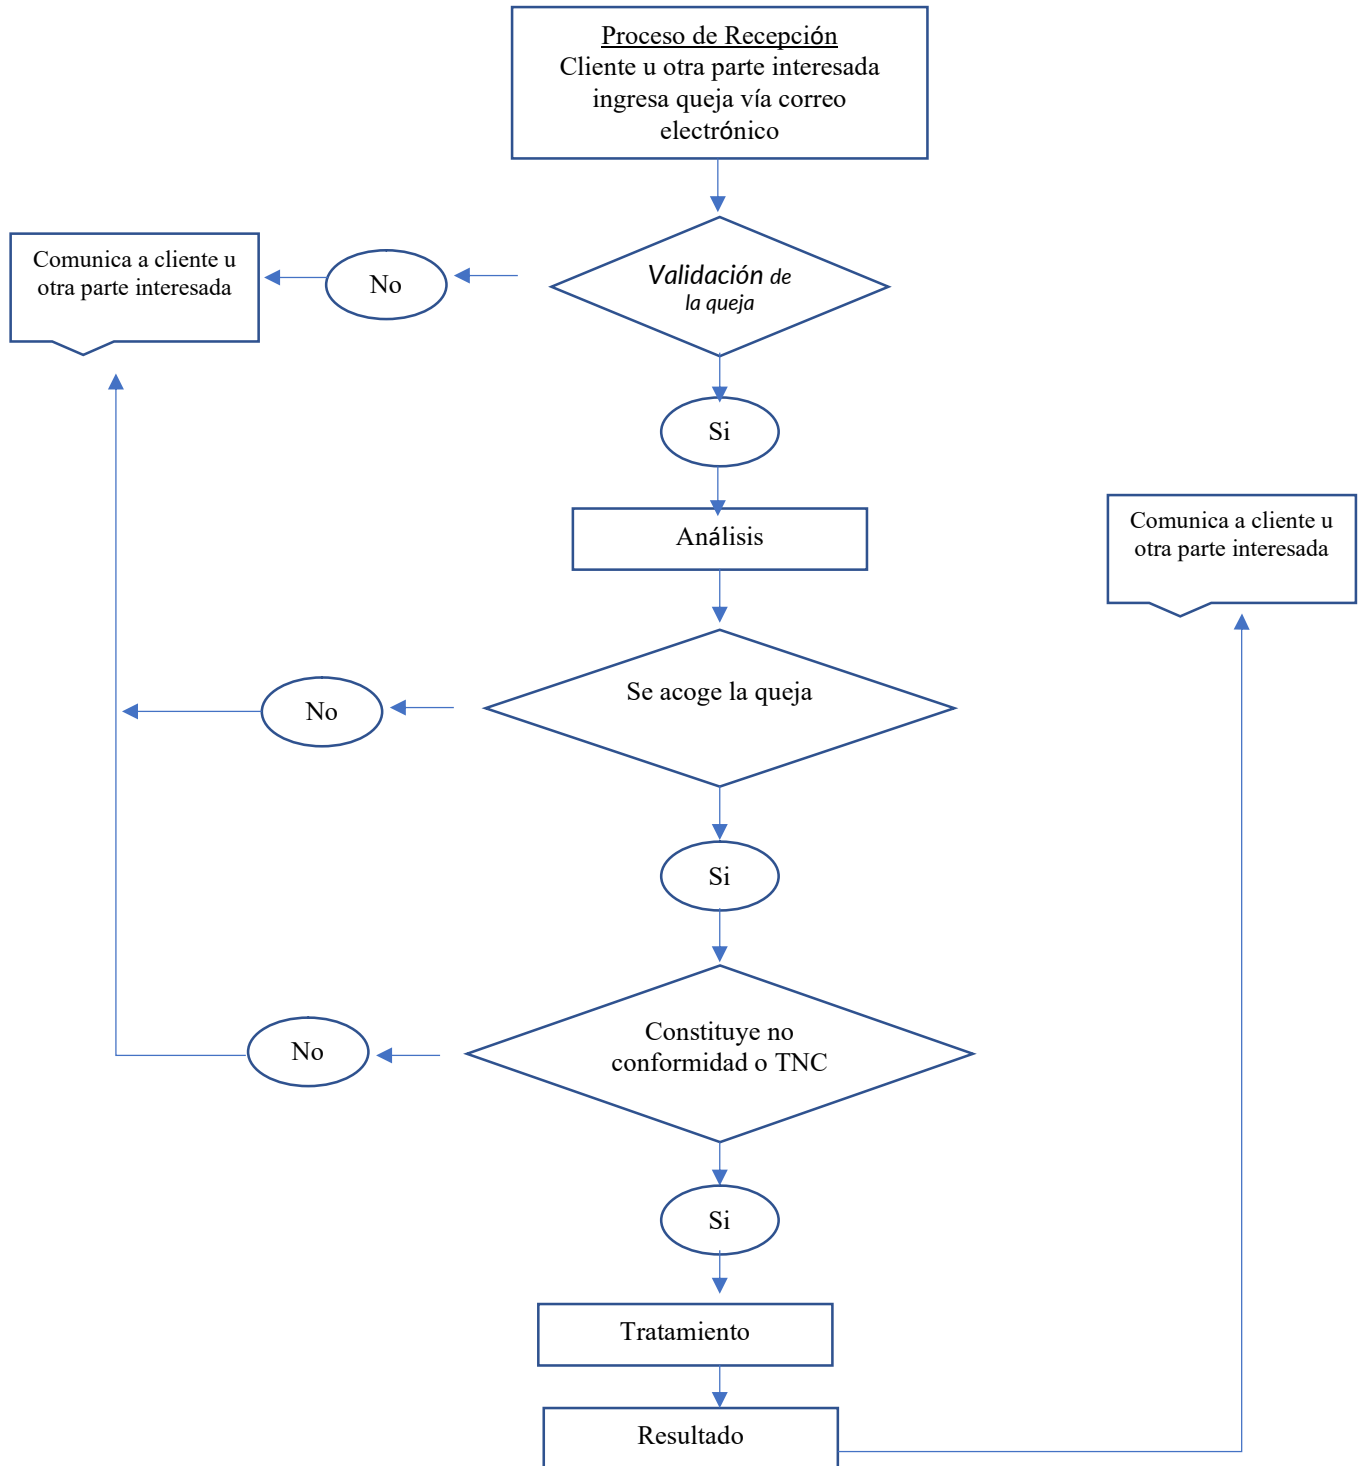 Proceso de Recepción
Cliente u otra parte interesada
ingresa queja vía correo
electrónico
Comunica a cliente u
otra parte interesada
No
Validación de
la queja
Si
Análisis
Comunica a cliente u
otra parte interesada
No
Se acoge la queja
Si
No
Constituye no
conformidad o TNC
Si
Tratamiento
Resultado